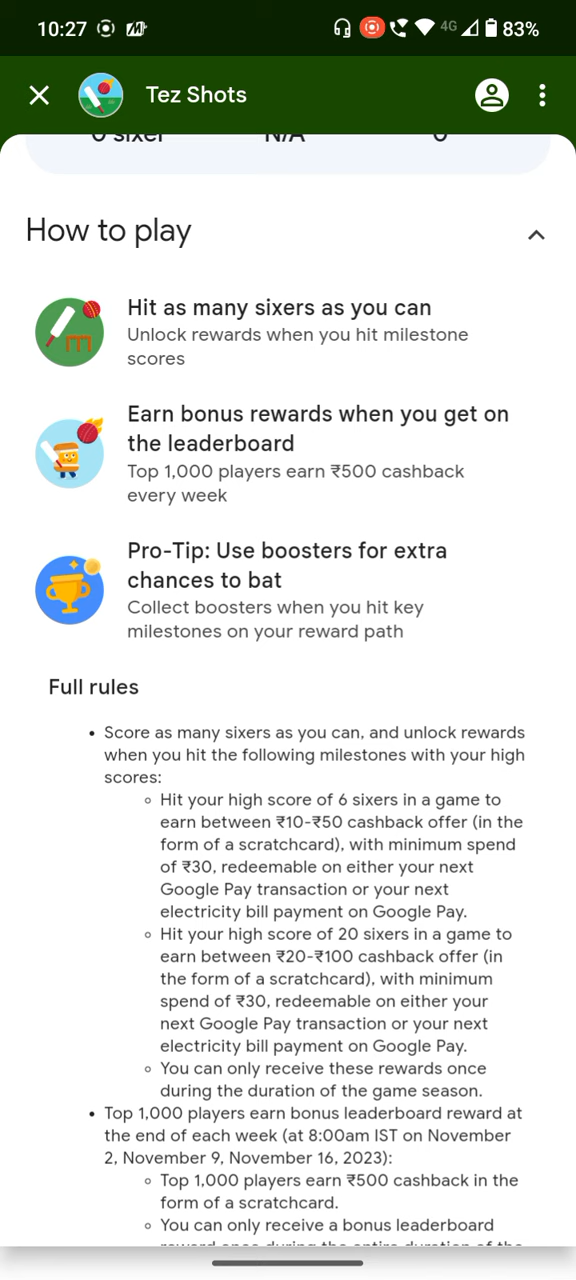 10:27
4G
83%
Tez Shots
0 sixer N/A 0
How to play
Hit as many sixers as you can
Unlock rewards when you hit milestone
scores
Earn bonus rewards when you get on
the leaderboard
Top 1,000 players earn ₹500 cashback
every week
Pro-Tip: Use boosters for extra
chances to bat
Collect boosters when you hit key
milestones on your reward path
Full rules
• Score as many sixers as you can, and unlock rewards
when you hit the following milestones with your high
scores:
◦ Hit your high score of 6 sixers in a game to
earn between ₹10-₹50 cashback offer (in the
form of a scratchcard), with minimum spend
of ₹30, redeemable on either your next
Google Pay transaction or your next
electricity bill payment on Google Pay.
◦ Hit your high score of 20 sixers in a game to
earn between ₹20-₹100 cashback offer (in
the form of a scratchcard), with minimum
spend of ₹30, redeemable on either your
next Google Pay transaction or your next
electricity bill payment on Google Pay.
◦ You can only receive these rewards once
during the duration of the game season.
• Top 1,000 players earn bonus leaderboard reward at
the end of each week (at 8:00am IST on November
2, November 9, November 16, 2023):
◦ Top 1,000 players earn ₹500 cashback in the
form of a scratchcard.
◦ You can only receive a bonus leaderboard
reward once during the entire duration of the